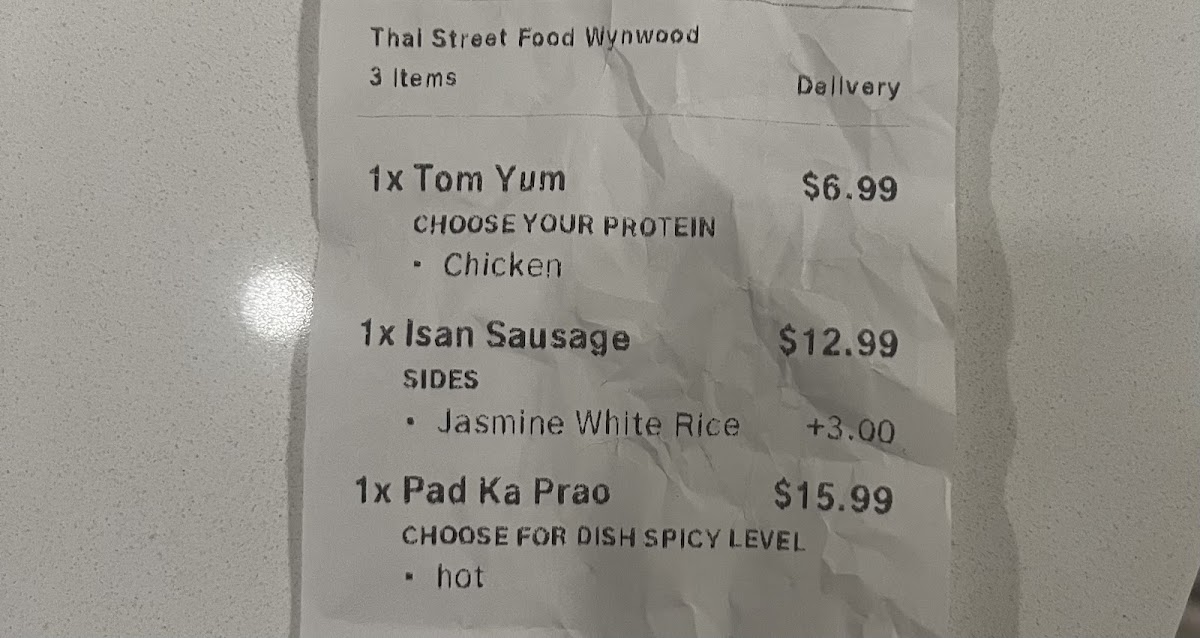 Thai Street Food Wynwood
3 Items
Delivery
1x Tom Yum $6.99
CHOOSE YOUR PROTEIN
· Chicken
1x Isan Sausage $12.99
SIDES
· Jasmine White Rice +3.00
1x Pad Ka Prao $15.99
CHOOSE FOR DISH SPICY LEVEL
· hot